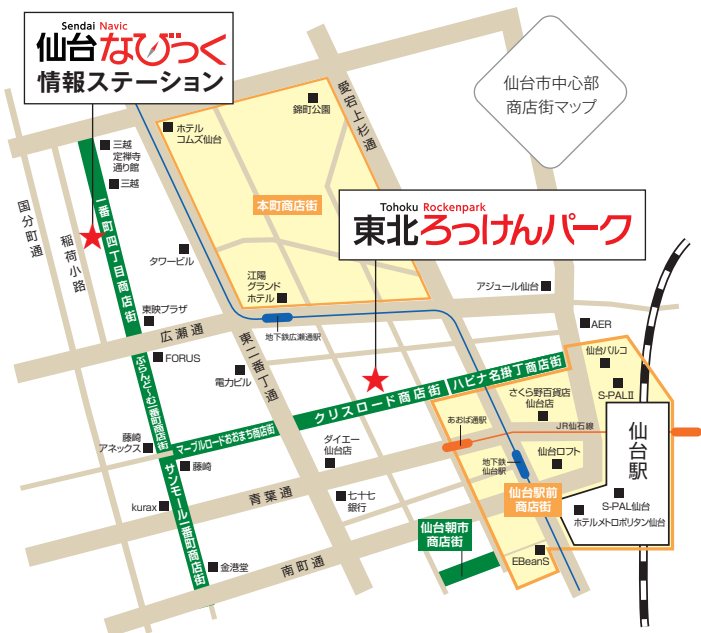 Sendai Navic
仙台なびっく
情報ステーション
仙台市中心部
商店街マップ
愛宕上杉通
錦町公園
ホテル
コムズ仙台
三越
定禅寺
通り館
三越
国分町通
稲荷小路
一番町四丁目商店街
本町商店街
Tohoku Rockenpark
東北ろっけんパーク
タワービル
江陽
グランド
ホテル
アジュール仙台
東映プラザ
広瀬通
地下鉄広瀬通駅
東二番丁通
AER
仙台パルコ
FORUS
電力ビル
ぶらんど〜む一番町商店街
クリスロード商店街
ハピナ名掛丁商店街
S-PALⅡ
さくら野百貨店
仙台店
あおば通駅
JR仙石線
仙台駅
藤崎
アネックス
マーブルロードおおまち商店街
ダイエー
仙台店
藤崎
サンモール一番町商店街
地下鉄
仙台駅
仙台ロフト
青葉通
kurax
七十七
銀行
仙台駅前
商店街
S-PAL仙台
ホテルメトロポリタン仙台
仙台朝市
商店街
南町通
金港堂
EBeanS